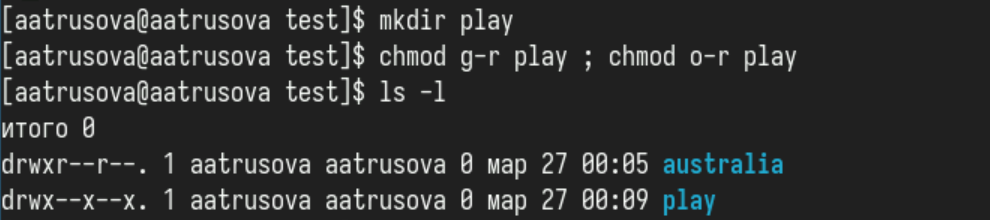 [aatrusova@aatrusova test]$ mkdir play
[aatrusova@aatrusova test]$ chmod g-r play ; chmod o-r play
[aatrusova@aatrusova test]$ ls -l
итого 0
drwxr--r--. 1 aatrusova aatrusova 0 мар 27 00:05 australia
drwx--x--x. 1 aatrusova aatrusova 0 мар 27 00:09 play